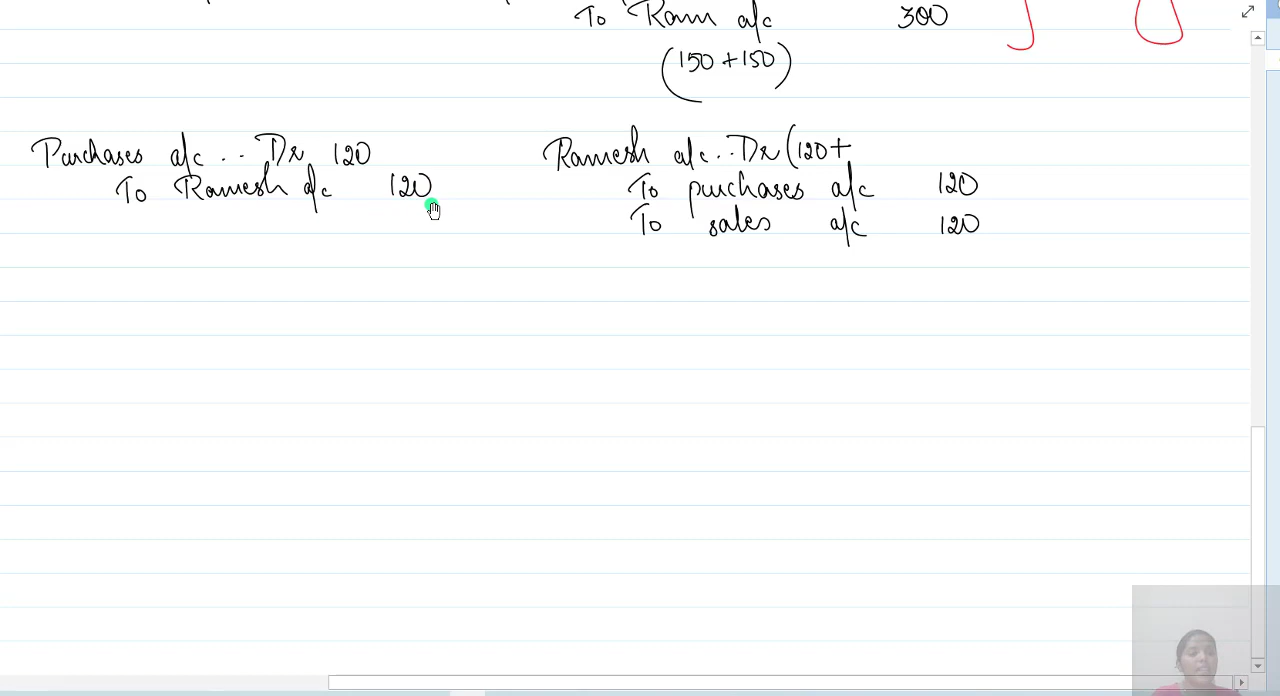 To Ram a/c 300
(150 + 150)
Purchases a/c .. Dr 120
To Ramesh a/c 120
Ramesh a/c .. Dr (120 +
To purchases a/c 120
To sales a/c 120